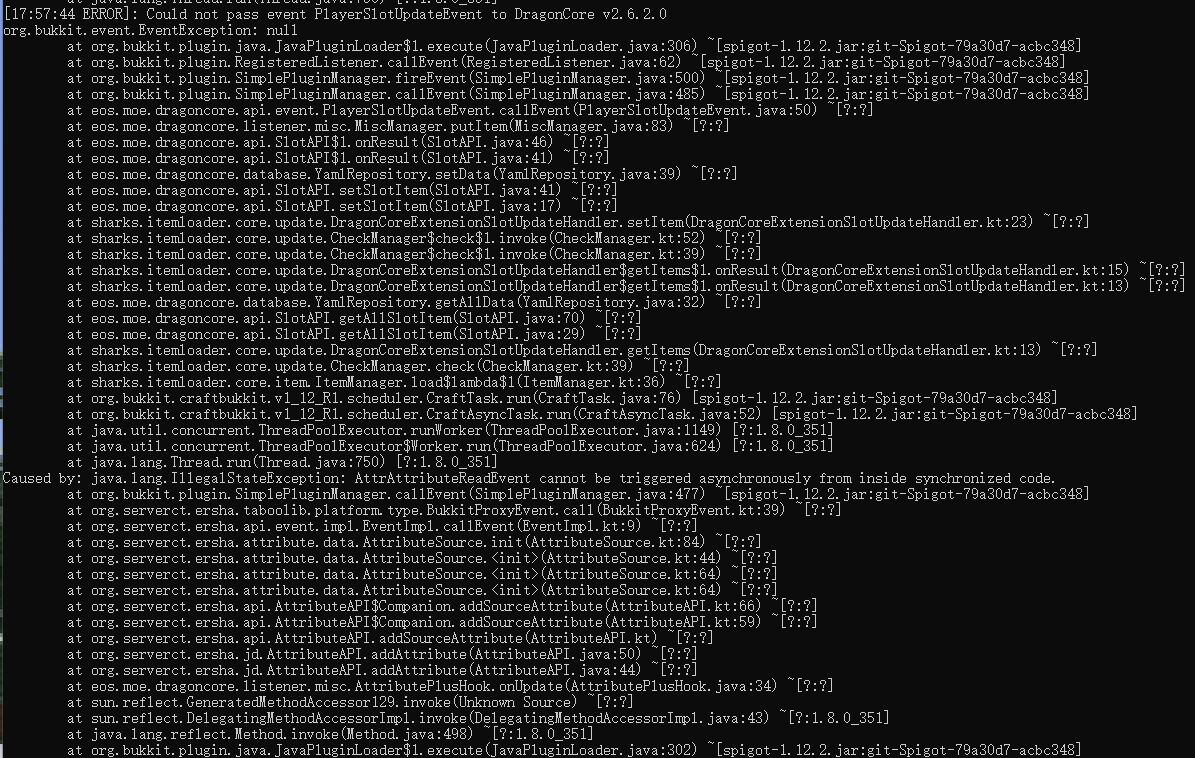 [17:57:44 ERROR]: Could not pass event PlayerSlotUpdateEvent to DragonCore v2.6.2.0
org.bukkit.event.EventException: null
at org.bukkit.plugin.java.JavaPluginLoader$1.execute(JavaPluginLoader.java:306) ~[spigot-1.12.2.jar:git-Spigot-79a30d7-acbc348]
at org.bukkit.plugin.RegisteredListener.callEvent(RegisteredListener.java:62) ~[spigot-1.12.2.jar:git-Spigot-79a30d7-acbc348]
at org.bukkit.plugin.SimplePluginManager.fireEvent(SimplePluginManager.java:500) ~[spigot-1.12.2.jar:git-Spigot-79a30d7-acbc348]
at org.bukkit.plugin.SimplePluginManager.callEvent(SimplePluginManager.java:485) ~[spigot-1.12.2.jar:git-Spigot-79a30d7-acbc348]
at eos.moe.dragoncore.api.event.PlayerSlotUpdateEvent.callEvent(PlayerSlotUpdateEvent.java:50) ~[?:?]
at eos.moe.dragoncore.listener.misc.MiscManager.putItem(MiscManager.java:83) ~[?:?]
at eos.moe.dragoncore.api.SlotAPI$1.onResult(SlotAPI.java:46) ~[?:?]
at eos.moe.dragoncore.api.SlotAPI$1.onResult(SlotAPI.java:41) ~[?:?]
at eos.moe.dragoncore.database.YamlRepository.setData(YamlRepository.java:39) ~[?:?]
at eos.moe.dragoncore.api.SlotAPI.setSlotItem(SlotAPI.java:41) ~[?:?]
at eos.moe.dragoncore.api.SlotAPI.setSlotItem(SlotAPI.java:17) ~[?:?]
at sharks.itemloader.core.update.DragonCoreExtensionSlotUpdateHandler.setItem(DragonCoreExtensionSlotUpdateHandler.kt:23) ~[?:?]
at sharks.itemloader.core.update.CheckManager$check$1.invoke(CheckManager.kt:52) ~[?:?]
at sharks.itemloader.core.update.CheckManager$check$1.invoke(CheckManager.kt:39) ~[?:?]
at sharks.itemloader.core.update.DragonCoreExtensionSlotUpdateHandler$getItems$1.onResult(DragonCoreExtensionSlotUpdateHandler.kt:15) ~[?:?]
at sharks.itemloader.core.update.DragonCoreExtensionSlotUpdateHandler$getItems$1.onResult(DragonCoreExtensionSlotUpdateHandler.kt:13) ~[?:?]
at eos.moe.dragoncore.database.YamlRepository.getAllData(YamlRepository.java:32) ~[?:?]
at eos.moe.dragoncore.api.SlotAPI.getAllSlotItem(SlotAPI.java:70) ~[?:?]
at eos.moe.dragoncore.api.SlotAPI.getAllSlotItem(SlotAPI.java:29) ~[?:?]
at sharks.itemloader.core.update.DragonCoreExtensionSlotUpdateHandler.getItems(DragonCoreExtensionSlotUpdateHandler.kt:13) ~[?:?]
at sharks.itemloader.core.update.CheckManager.check(CheckManager.kt:39) ~[?:?]
at sharks.itemloader.core.item.ItemManager.load$lambda$1(ItemManager.kt:36) ~[?:?]
at org.bukkit.craftbukkit.v1_12_R1.scheduler.CraftTask.run(CraftTask.java:76) [spigot-1.12.2.jar:git-Spigot-79a30d7-acbc348]
at org.bukkit.craftbukkit.v1_12_R1.scheduler.CraftAsyncTask.run(CraftAsyncTask.java:52) [spigot-1.12.2.jar:git-Spigot-79a30d7-acbc348]
at java.util.concurrent.ThreadPoolExecutor.runWorker(ThreadPoolExecutor.java:1149) [?:1.8.0_351]
at java.util.concurrent.ThreadPoolExecutor$Worker.run(ThreadPoolExecutor.java:624) [?:1.8.0_351]
at java.lang.Thread.run(Thread.java:750) [?:1.8.0_351]
Caused by: java.lang.IllegalStateException: AttrAttributeReadEvent cannot be triggered asynchronously from inside synchronized code.
at org.bukkit.plugin.SimplePluginManager.callEvent(SimplePluginManager.java:477) ~[spigot-1.12.2.jar:git-Spigot-79a30d7-acbc348]
at org.serverct.ersha.taboolib.platform.type.BukkitProxyEvent.call(BukkitProxyEvent.kt:39) ~[?:?]
at org.serverct.ersha.api.event.impl.EventImpl.callEvent(EventImpl.kt:9) ~[?:?]
at org.serverct.ersha.attribute.data.AttributeSource.init(AttributeSource.kt:84) ~[?:?]
at org.serverct.ersha.attribute.data.AttributeSource.<init>(AttributeSource.kt:44) ~[?:?]
at org.serverct.ersha.attribute.data.AttributeSource.<init>(AttributeSource.kt:64) ~[?:?]
at org.serverct.ersha.attribute.data.AttributeSource.<init>(AttributeSource.kt:64) ~[?:?]
at org.serverct.ersha.api.AttributeAPI$Companion.addSourceAttribute(AttributeAPI.kt:66) ~[?:?]
at org.serverct.ersha.api.AttributeAPI$Companion.addSourceAttribute(AttributeAPI.kt:59) ~[?:?]
at org.serverct.ersha.api.AttributeAPI.addSourceAttribute(AttributeAPI.kt) ~[?:?]
at org.serverct.ersha.jd.AttributeAPI.addAttribute(AttributeAPI.java:50) ~[?:?]
at org.serverct.ersha.jd.AttributeAPI.addAttribute(AttributeAPI.java:44) ~[?:?]
at eos.moe.dragoncore.listener.misc.AttributePlusHook.onUpdate(AttributePlusHook.java:34) ~[?:?]
at sun.reflect.GeneratedMethodAccessor129.invoke(Unknown Source) ~[?:?]
at sun.reflect.DelegatingMethodAccessorImpl.invoke(DelegatingMethodAccessorImpl.java:43) ~[?:1.8.0_351]
at java.lang.reflect.Method.invoke(Method.java:498) ~[?:1.8.0_351]
at org.bukkit.plugin.java.JavaPluginLoader$1.execute(JavaPluginLoader.java:302) ~[spigot-1.12.2.jar:git-Spigot-79a30d7-acbc348]